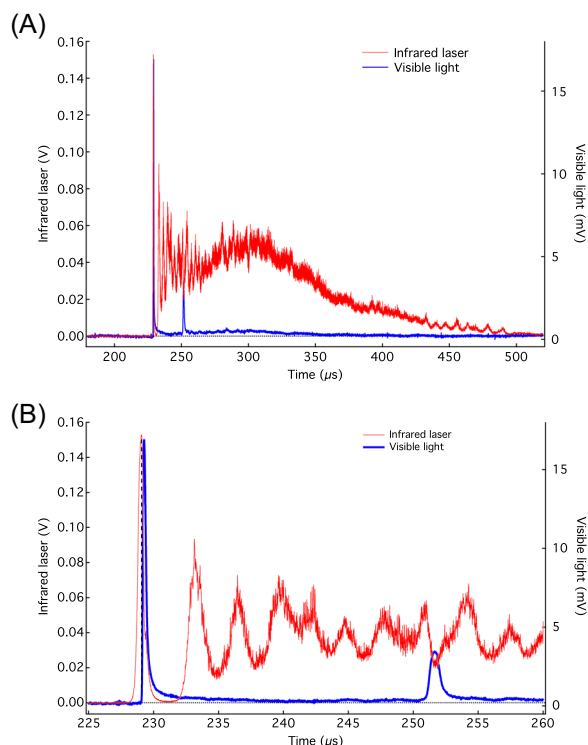 (A)
Infrared laser
Visible light
0.16
0.14
0.12
0.10
0.08
0.06
0.04
0.02
0.00
Infrared laser (V)
15
10
5
0
Visible light (mV)
200 250 300 350 400 450 500
Time (µs)
(B)
Infrared laser
Visible light
0.16
0.14
0.12
0.10
0.08
0.06
0.04
0.02
0.00
Infrared laser (V)
15
10
5
0
Visible light (mV)
225 230 235 240 245 250 255 260
Time (µs)